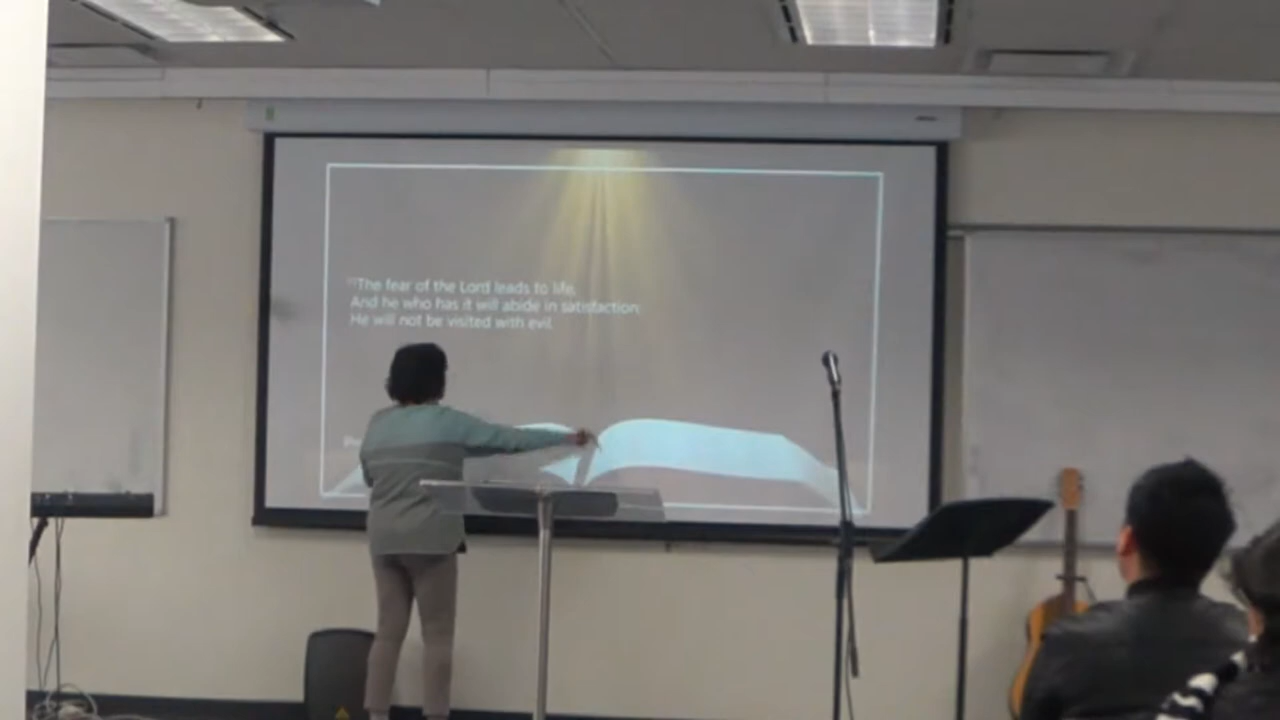 The fear of the Lord leads to life,
And he who has it will abide in satisfaction;
He will not be visited with evil.